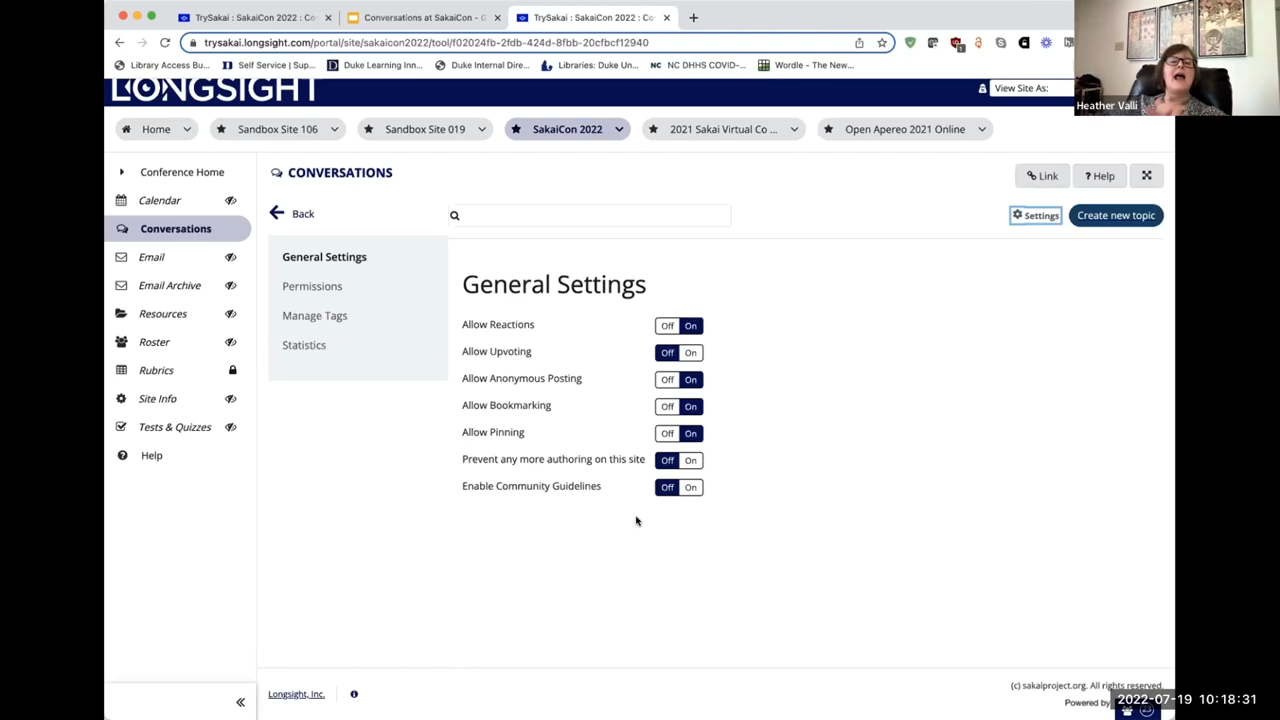 TrySakai : SakaiCon 2022 : Co
Conversations at SakaiCon - G
TrySakai : SakaiCon 2022 : Co
trysakai.longsight.com/portal/site/sakaicon2022/tool/f02024fb-2fdb-424d-8fbb-20cfbcf12940
Library Access Bu...
Self Service | Sup...
Duke Learning Inn...
Duke Internal Dire...
Libraries: Duke Un...
NC DHHS COVID-...
Wordle - The New...
Heather Valli
LONGSIGHT
View Site As:
Home
Sandbox Site 106
Sandbox Site 019
SakaiCon 2022
2021 Sakai Virtual Co ...
Open Apereo 2021 Online
Conference Home
Calendar
Conversations
Email
Email Archive
Resources
Roster
Rubrics
Site Info
Tests & Quizzes
Help
CONVERSATIONS
Link
? Help
Back
Settings
Create new topic
General Settings
Permissions
Manage Tags
Statistics
General Settings
Allow Reactions Off On
Allow Upvoting Off On
Allow Anonymous Posting Off On
Allow Bookmarking Off On
Allow Pinning Off On
Prevent any more authoring on this site Off On
Enable Community Guidelines Off On
Longsight, Inc.
(c) sakaiproject.org. All rights reserved.
Powered by
2022-07-19 10:18:31